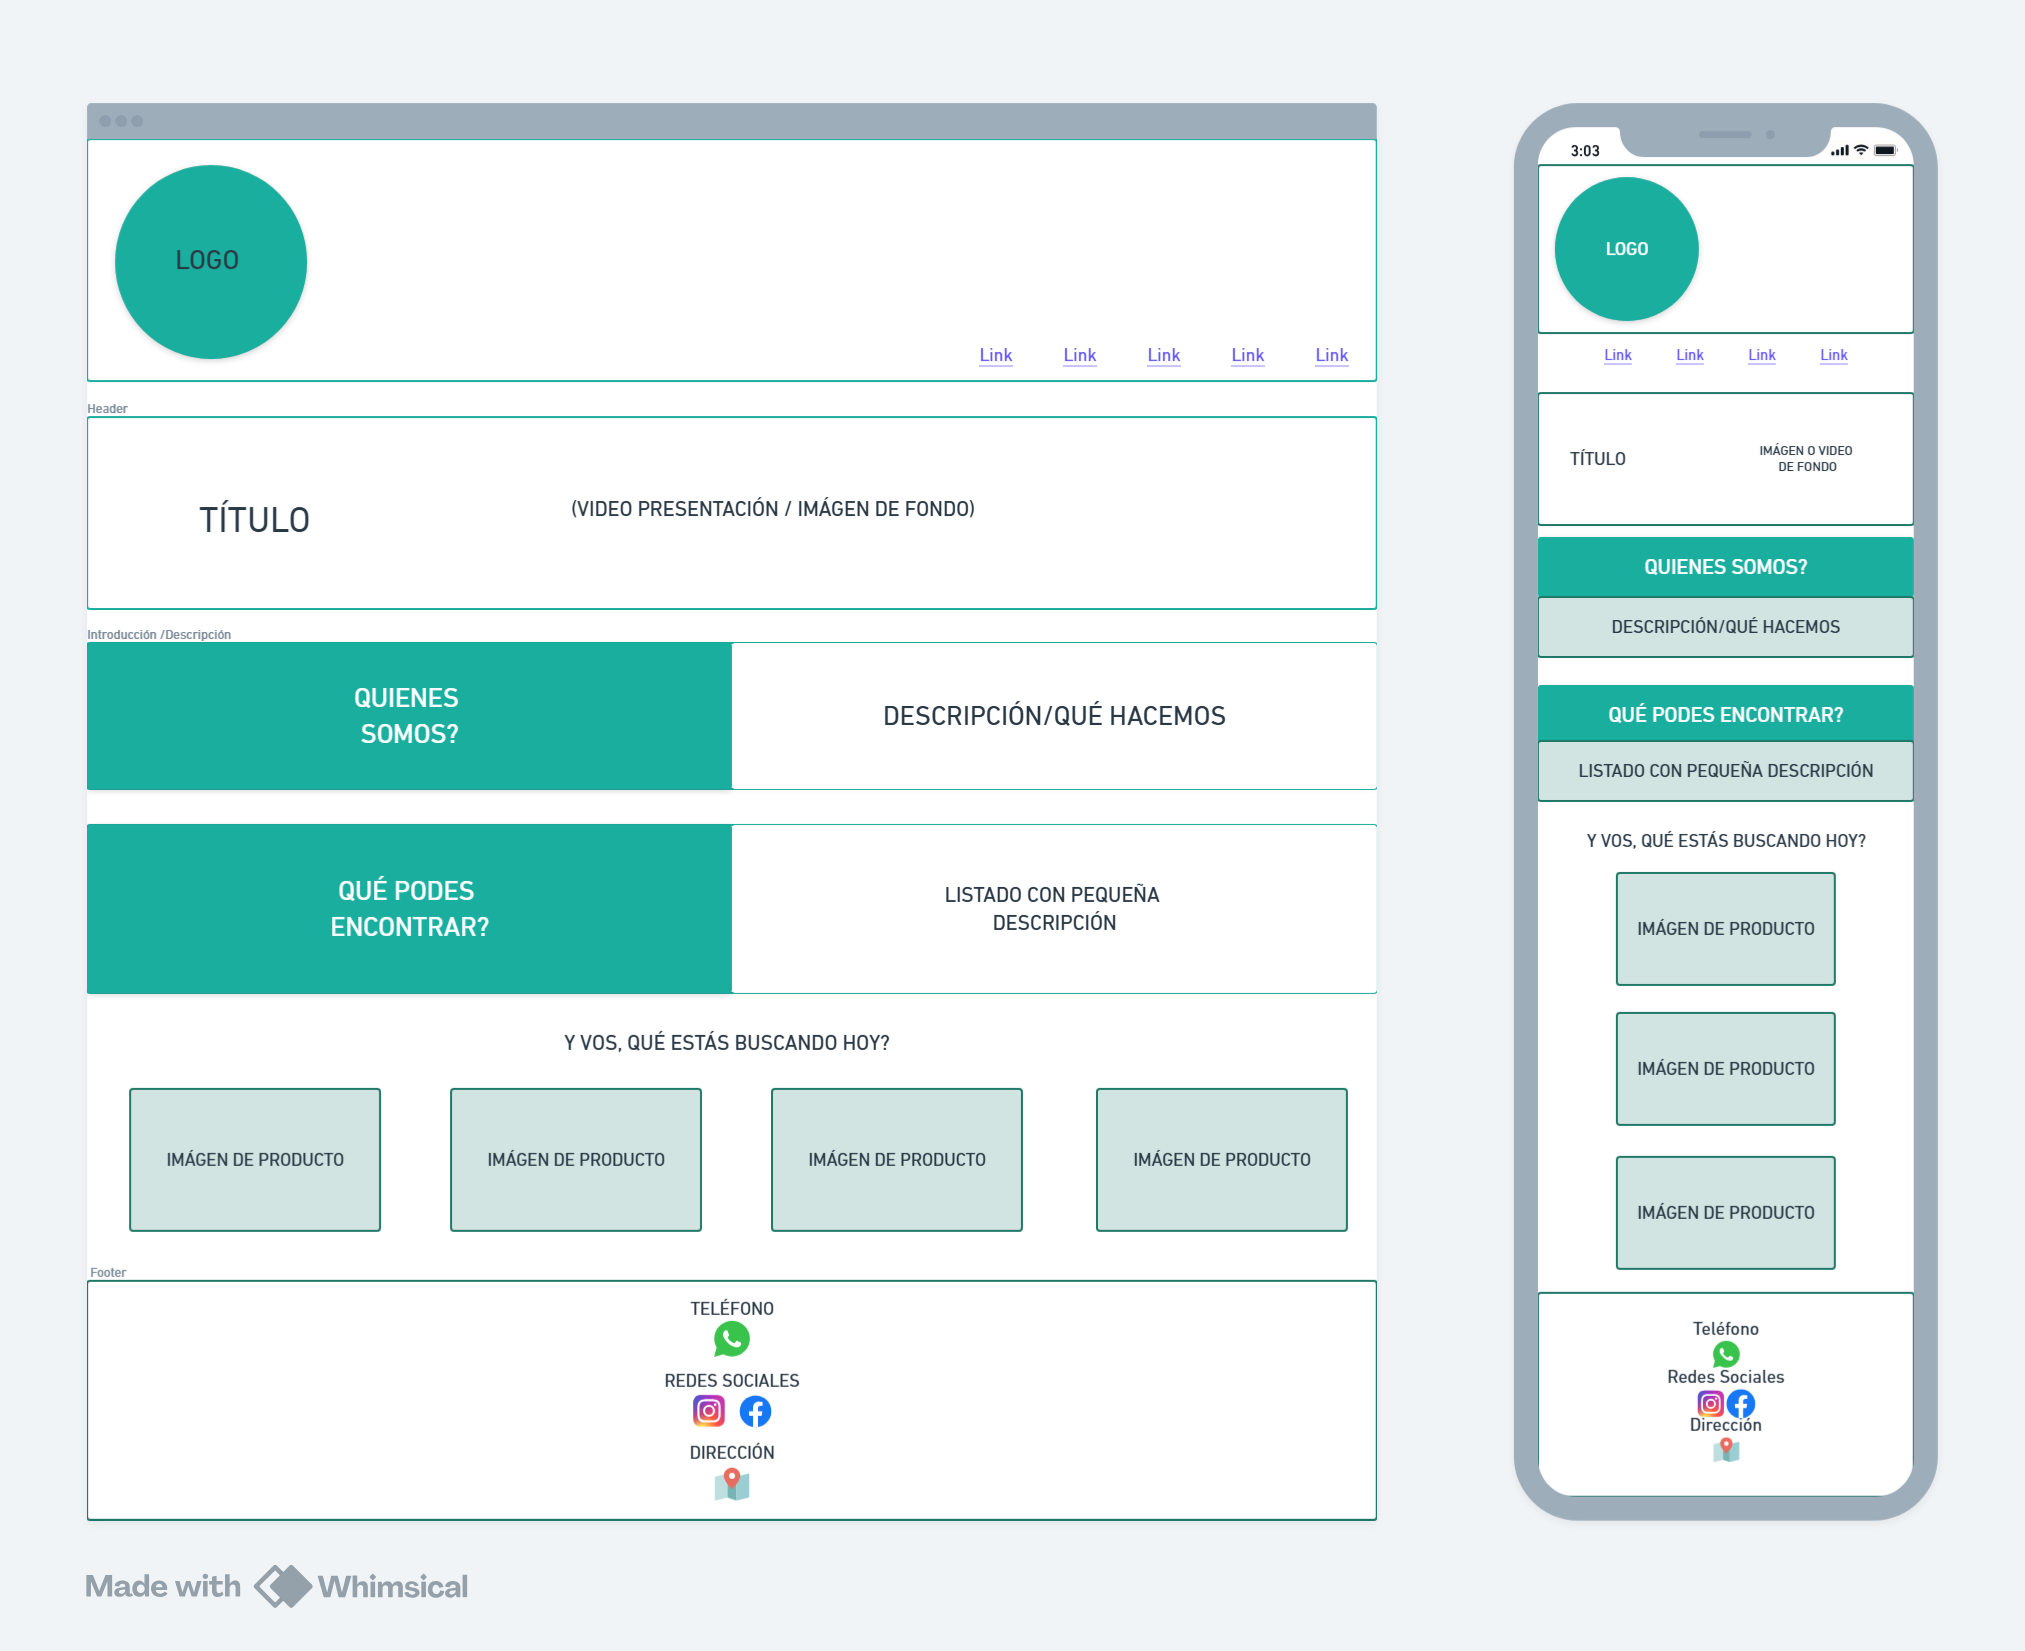 LOGO
Link Link Link Link Link
Header
TÍTULO
(VIDEO PRESENTACIÓN / IMÁGEN DE FONDO)
Introducción /Descripción
QUIENES
SOMOS?
DESCRIPCIÓN/QUÉ HACEMOS
QUÉ PODES
ENCONTRAR?
LISTADO CON PEQUEÑA
DESCRIPCIÓN
Y VOS, QUÉ ESTÁS BUSCANDO HOY?
IMÁGEN DE PRODUCTO IMÁGEN DE PRODUCTO IMÁGEN DE PRODUCTO IMÁGEN DE PRODUCTO
Footer
TELÉFONO
REDES SOCIALES
DIRECCIÓN
3:03
LOGO
Link Link Link Link
TÍTULO
IMÁGEN O VIDEO
DE FONDO
QUIENES SOMOS?
DESCRIPCIÓN/QUÉ HACEMOS
QUÉ PODES ENCONTRAR?
LISTADO CON PEQUEÑA DESCRIPCIÓN
Y VOS, QUÉ ESTÁS BUSCANDO HOY?
IMÁGEN DE PRODUCTO
IMÁGEN DE PRODUCTO
IMÁGEN DE PRODUCTO
Teléfono
Redes Sociales
Dirección
Made with Whimsical